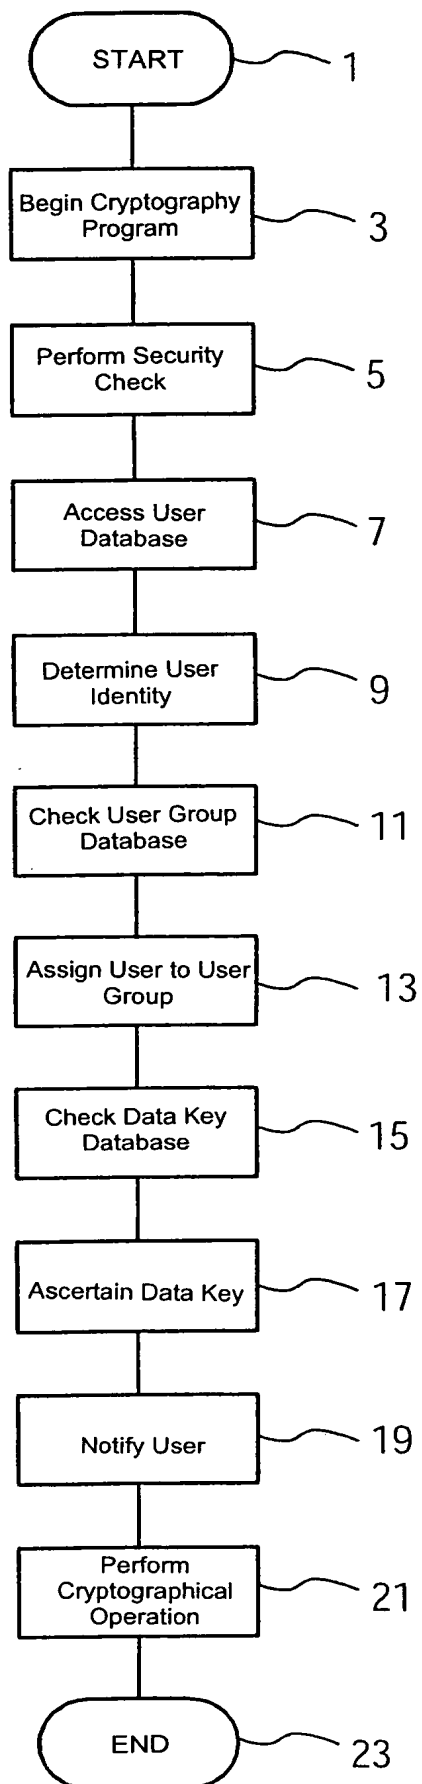 START
1
Begin Cryptography
Program
3
Perform Security
Check
5
Access User
Database
7
Determine User
Identity
9
Check User Group
Database
11
Assign User to User
Group
13
Check Data Key
Database
15
Ascertain Data Key
17
Notify User
19
Perform
Cryptographical
Operation
21
END
23